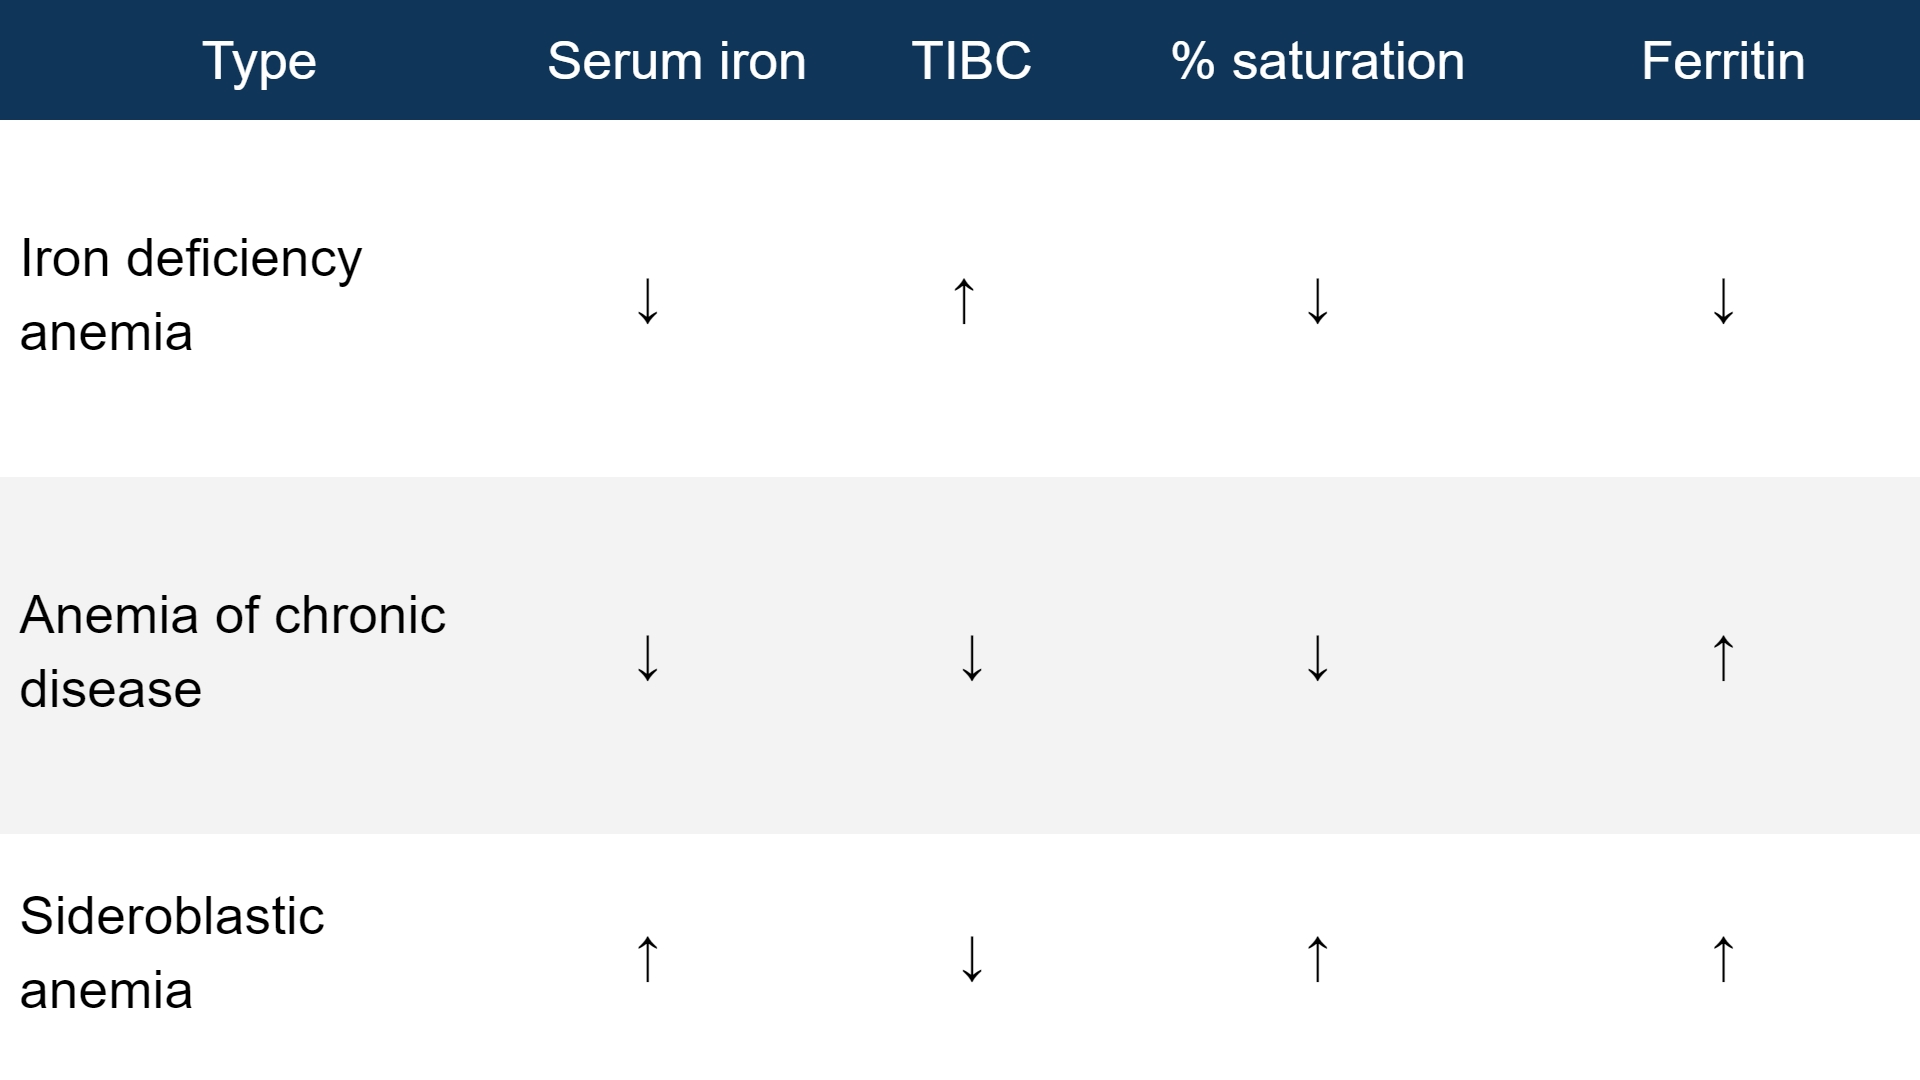 Type Serum iron TIBC % saturation Ferritin
Iron deficiency
anemia
↓ ↑ ↓ ↓
Anemia of chronic
disease
↓ ↓ ↓ ↑
Sideroblastic
anemia
↑ ↓ ↑ ↑